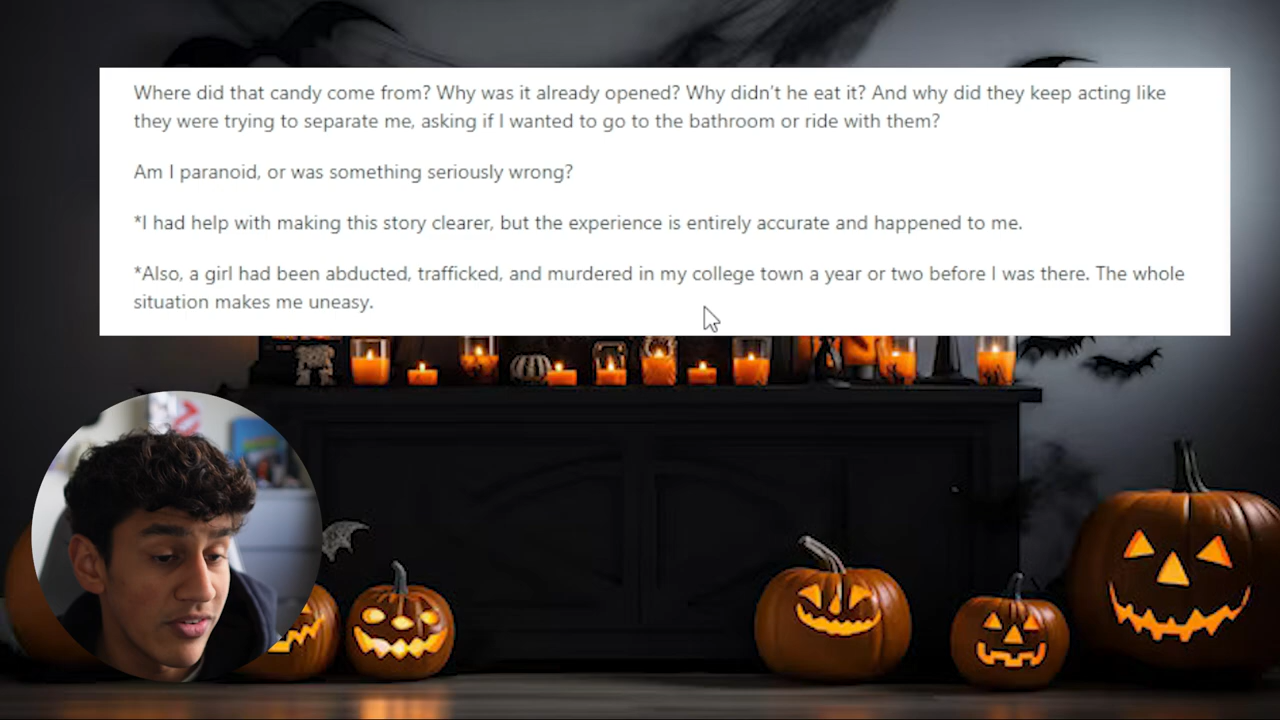 Where did that candy come from? Why was it already opened? Why didn't he eat it? And why did they keep acting like
they were trying to separate me, asking if I wanted to go to the bathroom or ride with them?
Am I paranoid, or was something seriously wrong?
*I had help with making this story clearer, but the experience is entirely accurate and happened to me.
*Also, a girl had been abducted, trafficked, and murdered in my college town a year or two before I was there. The whole
situation makes me uneasy.